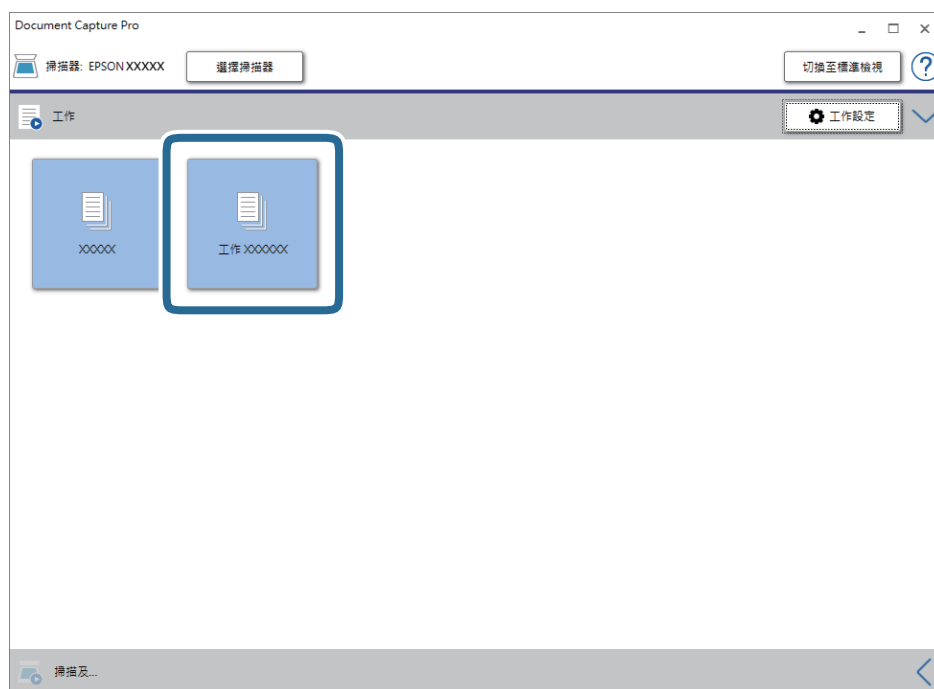 Document Capture Pro
掃描器: EPSON XXXXX
選擇掃描器
切換至標準檢視
?
工作
工作設定
XXXXX
工作 XXXXXX
掃描及...